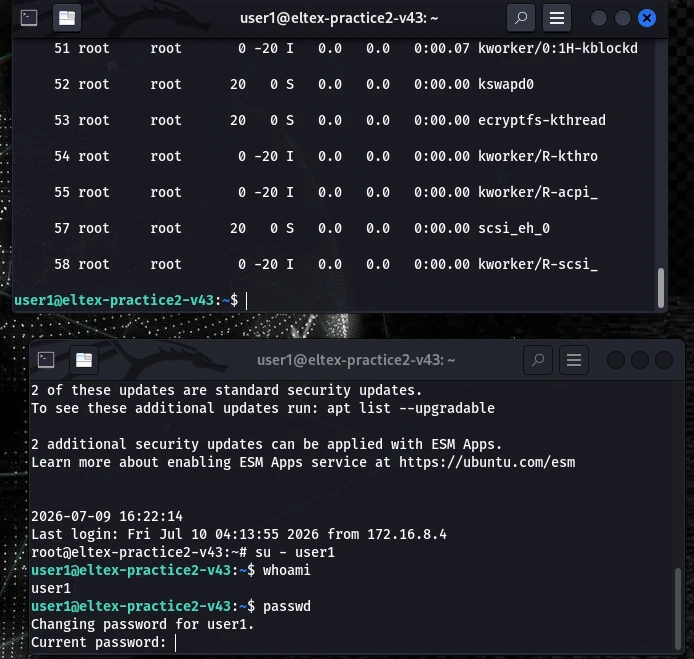 user1@eltex-practice2-v43: ~
51 root root 0 -20 I 0.0 0.0 0:00.07 kworker/0:1H-kblockd
52 root root 20 0 S 0.0 0.0 0:00.00 kswapd0
53 root root 20 0 S 0.0 0.0 0:00.00 ecryptfs-kthread
54 root root 0 -20 I 0.0 0.0 0:00.00 kworker/R-kthro
55 root root 0 -20 I 0.0 0.0 0:00.00 kworker/R-acpi_
57 root root 20 0 S 0.0 0.0 0:00.00 scsi_eh_0
58 root root 0 -20 I 0.0 0.0 0:00.00 kworker/R-scsi_
user1@eltex-practice2-v43:~$
user1@eltex-practice2-v43: ~
2 of these updates are standard security updates.
To see these additional updates run: apt list --upgradable
2 additional security updates can be applied with ESM Apps.
Learn more about enabling ESM Apps service at https://ubuntu.com/esm
2026-07-09 16:22:14
Last login: Fri Jul 10 04:13:55 2026 from 172.16.8.4
root@eltex-practice2-v43:~# su - user1
user1@eltex-practice2-v43:~$ whoami
user1
user1@eltex-practice2-v43:~$ passwd
Changing password for user1.
Current password: